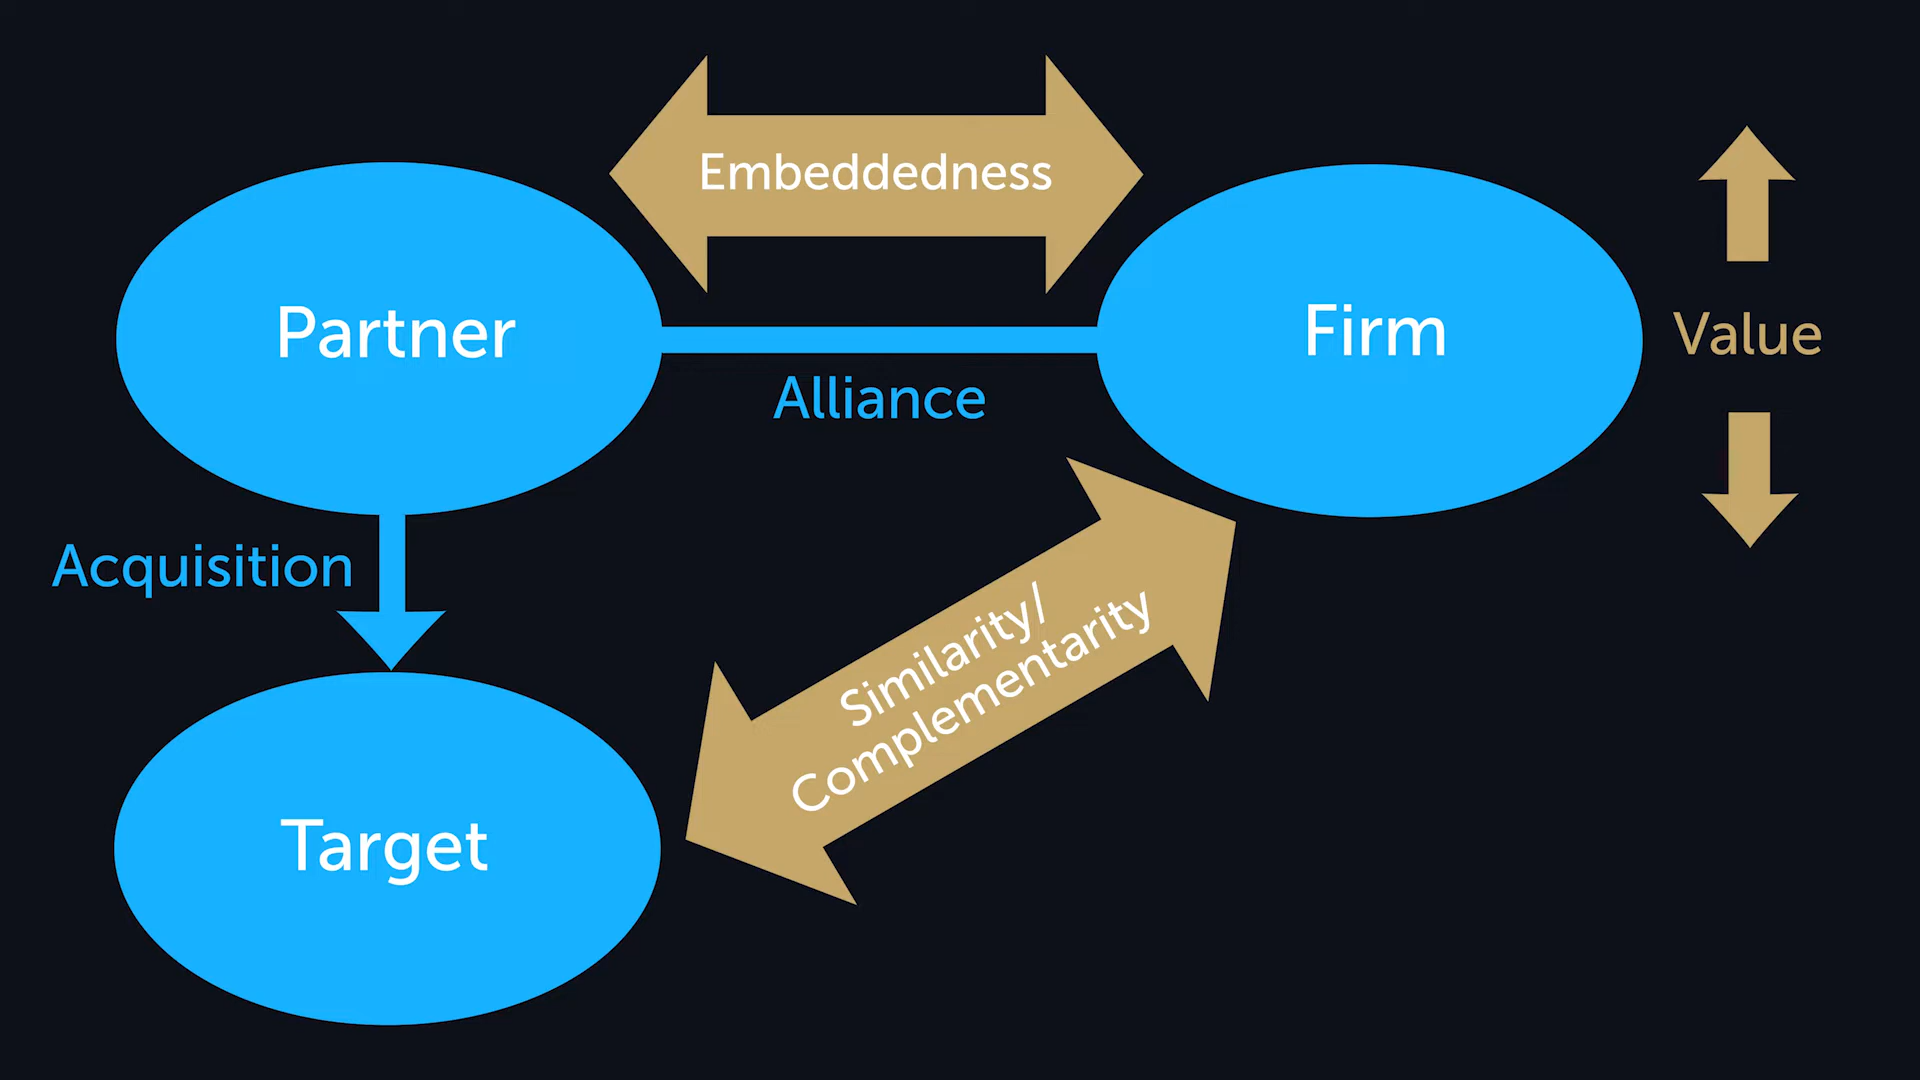 Embeddedness
Partner
Firm
Value
Alliance
Acquisition
Similarity/
Complementarity
Target